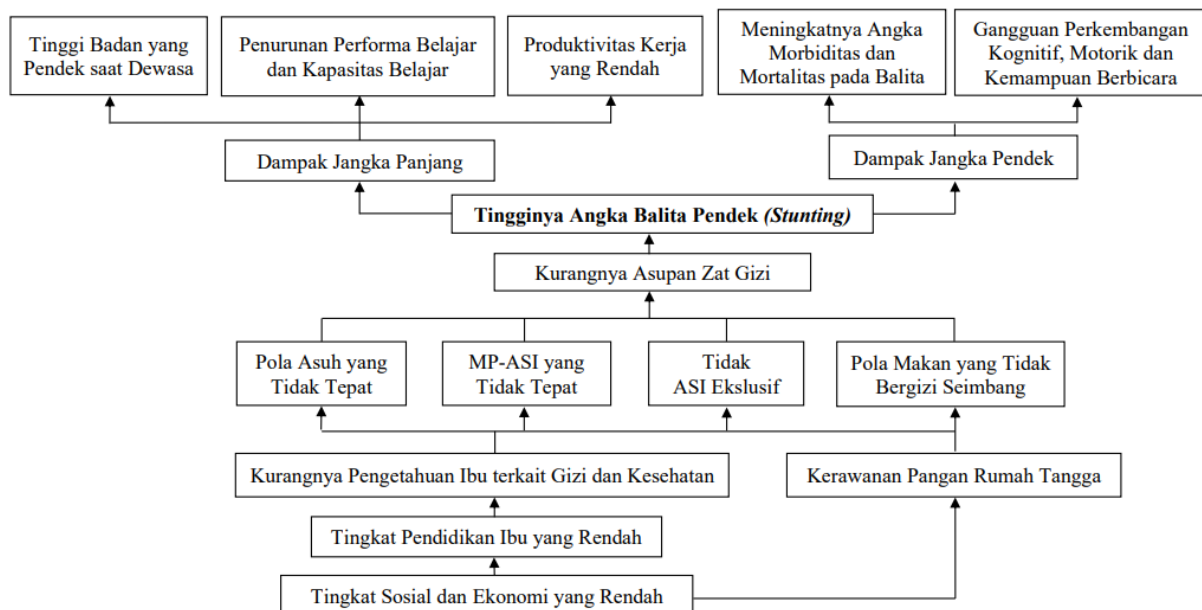 Tinggi Badan yang
Pendek saat Dewasa
Penurunan Performa Belajar
dan Kapasitas Belajar
Produktivitas Kerja
yang Rendah
Meningkatnya Angka
Morbiditas dan
Mortalitas pada Balita
Gangguan Perkembangan
Kognitif, Motorik dan
Kemampuan Berbicara
Dampak Jangka Panjang
Dampak Jangka Pendek
Tingginya Angka Balita Pendek (Stunting)
Kurangnya Asupan Zat Gizi
Pola Asuh yang
Tidak Tepat
MP-ASI yang
Tidak Tepat
Tidak
ASI Ekslusif
Pola Makan yang Tidak
Bergizi Seimbang
Kurangnya Pengetahuan Ibu terkait Gizi dan Kesehatan
Kerawanan Pangan Rumah Tangga
Tingkat Pendidikan Ibu yang Rendah
Tingkat Sosial dan Ekonomi yang Rendah